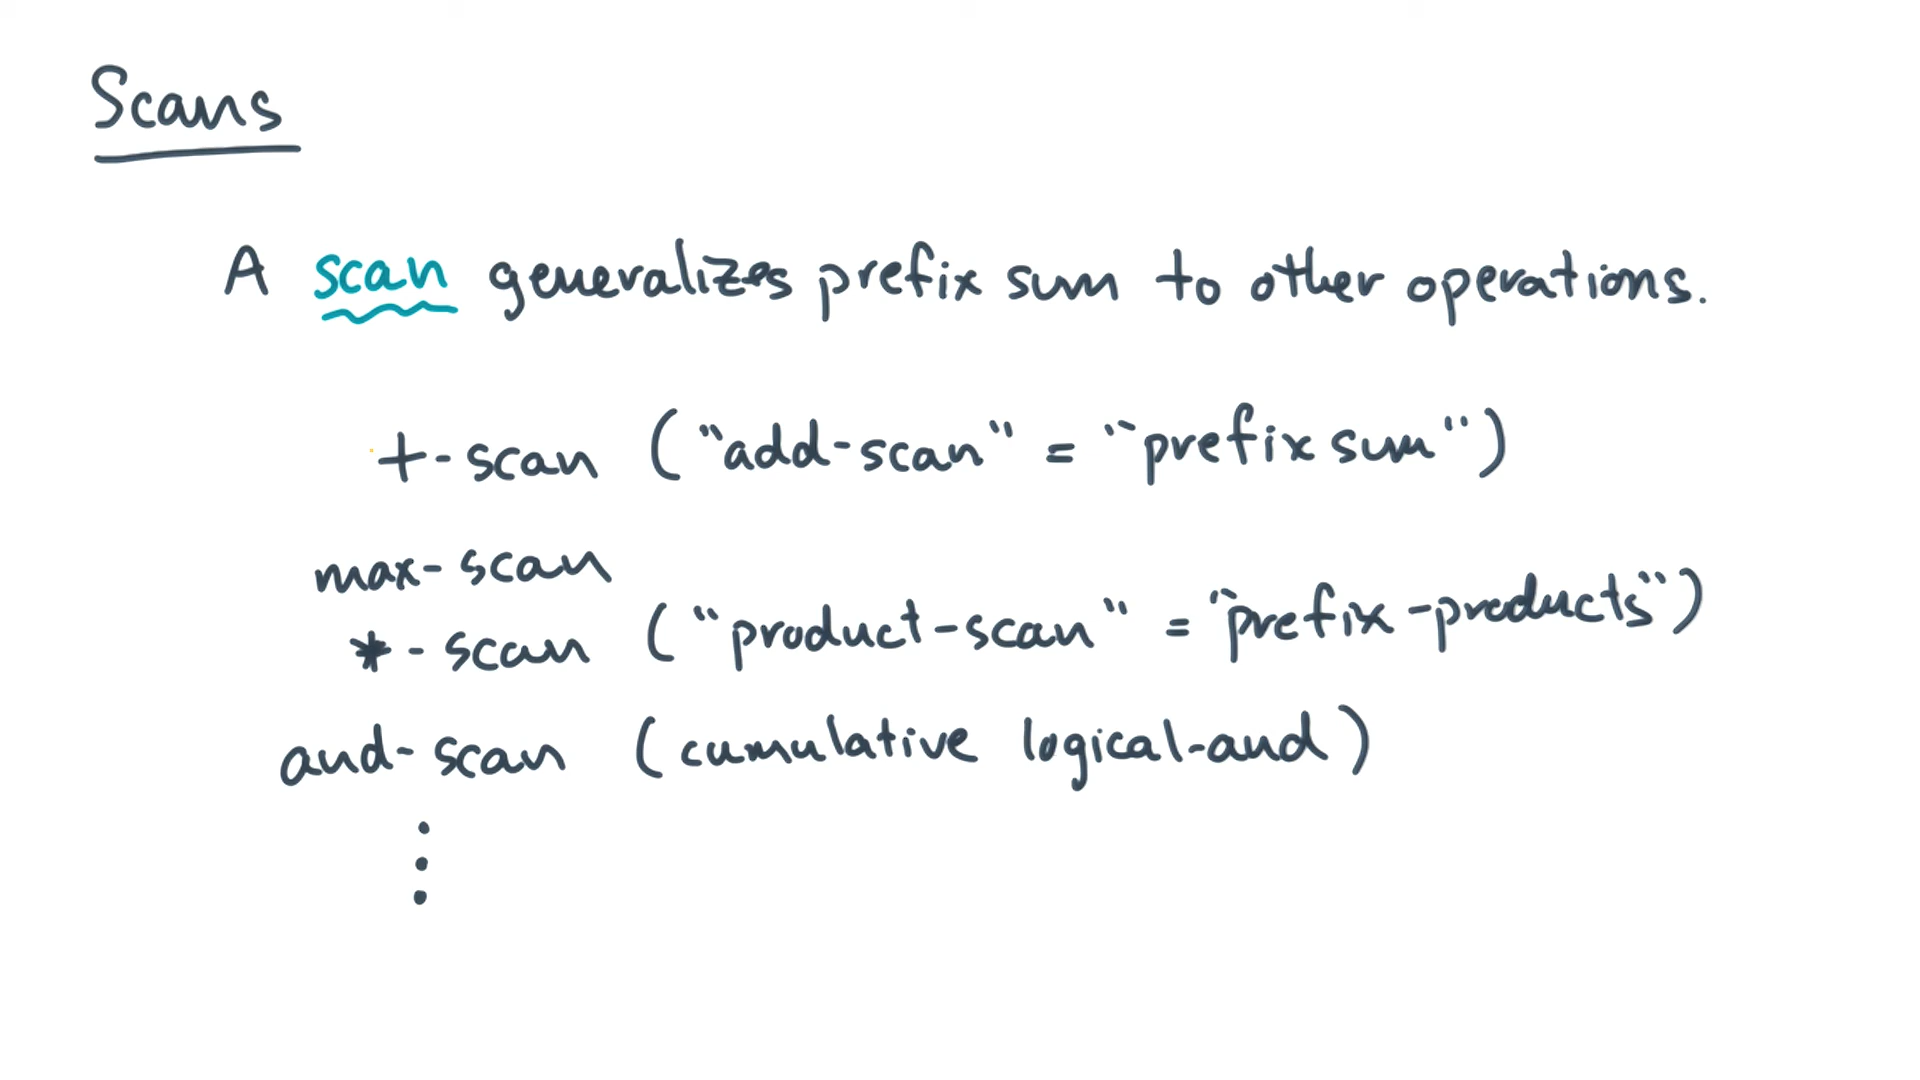 Scans
A scan generalizes prefix sum to other operations.
+-scan ("add-scan" = "prefix sum")
max-scan
*-scan ("product-scan" = "prefix-products")
and-scan (cumulative logical-and)
⋮